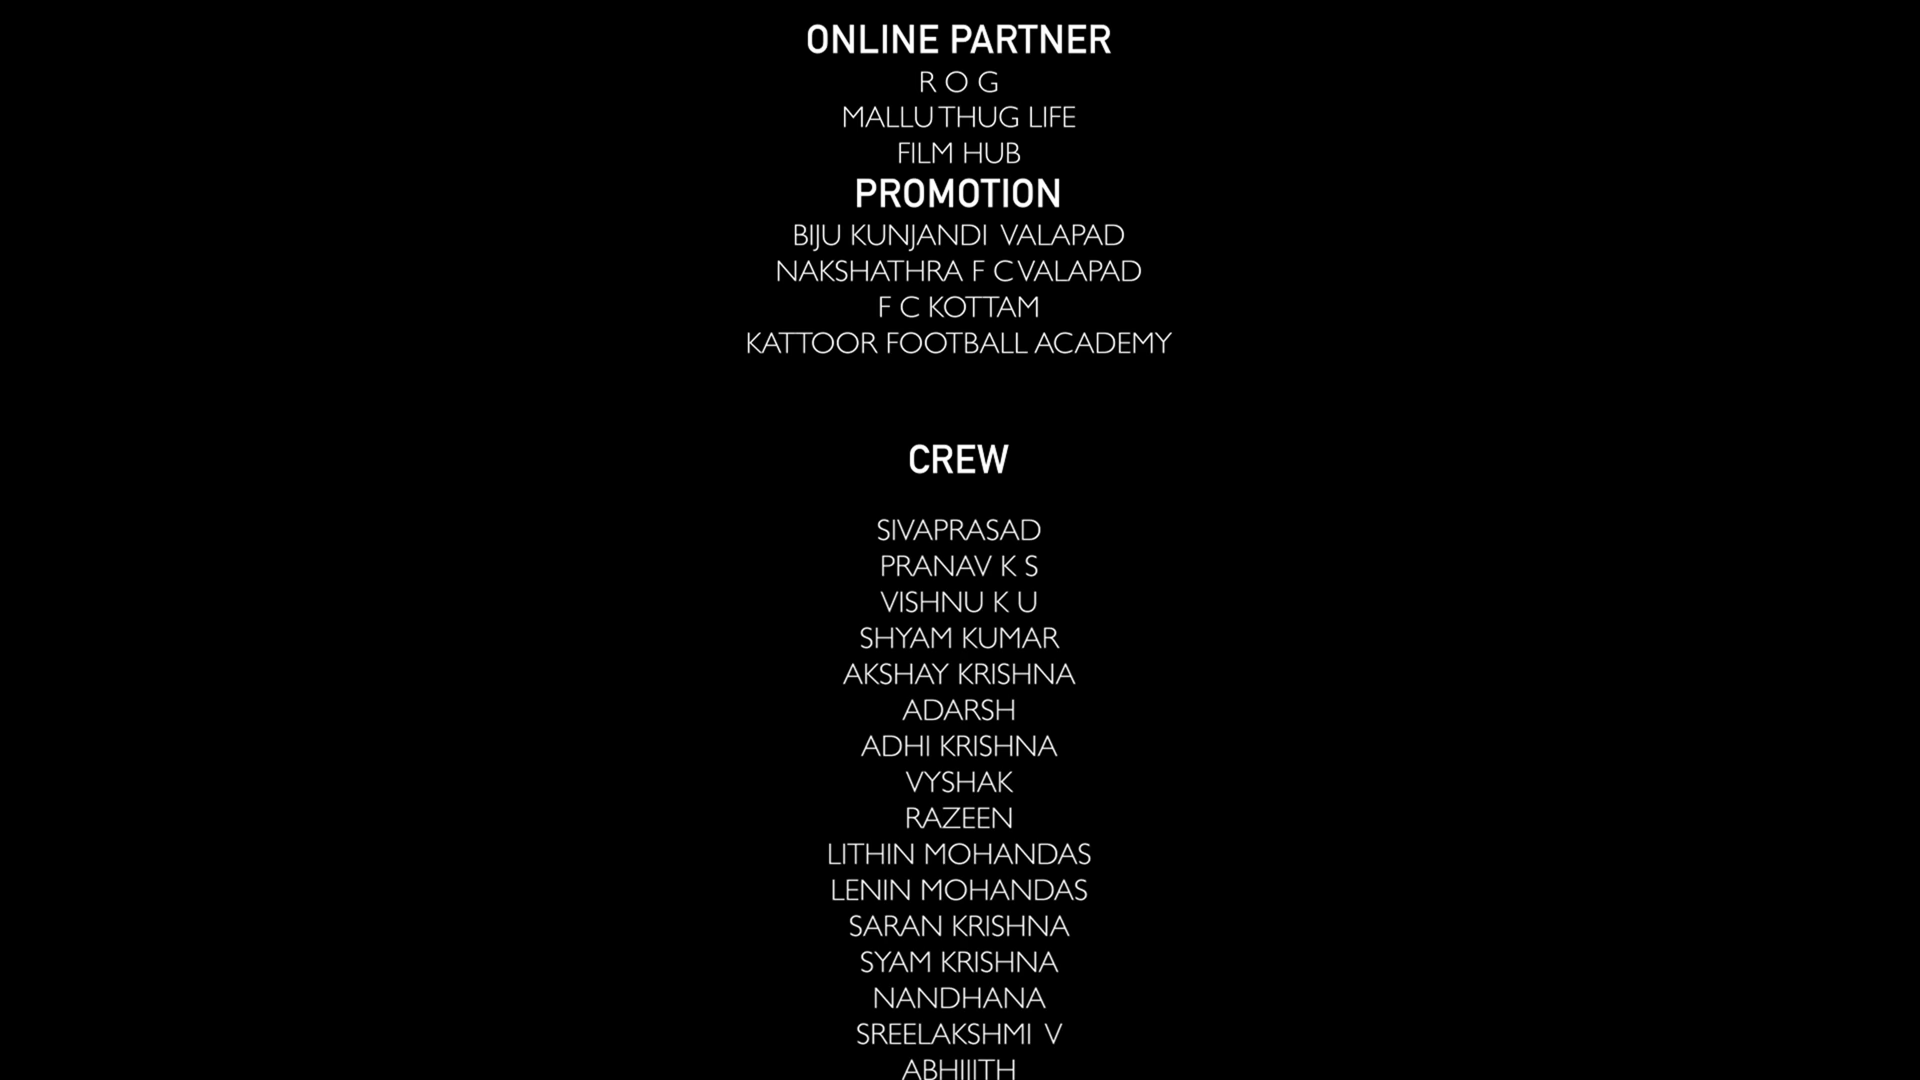 ONLINE PARTNER
R O G
MALLU THUG LIFE
FILM HUB
PROMOTION
BIJU KUNJANDI VALAPAD
NAKSHATHRA F C VALAPAD
F C KOTTAM
KATTOOR FOOTBALL ACADEMY
CREW
SIVAPRASAD
PRANAV K S
VISHNU K U
SHYAM KUMAR
AKSHAY KRISHNA
ADARSH
ADHI KRISHNA
VYSHAK
RAZEEN
LITHIN MOHANDAS
LENIN MOHANDAS
SARAN KRISHNA
SYAM KRISHNA
NANDHANA
SREELAKSHMI V